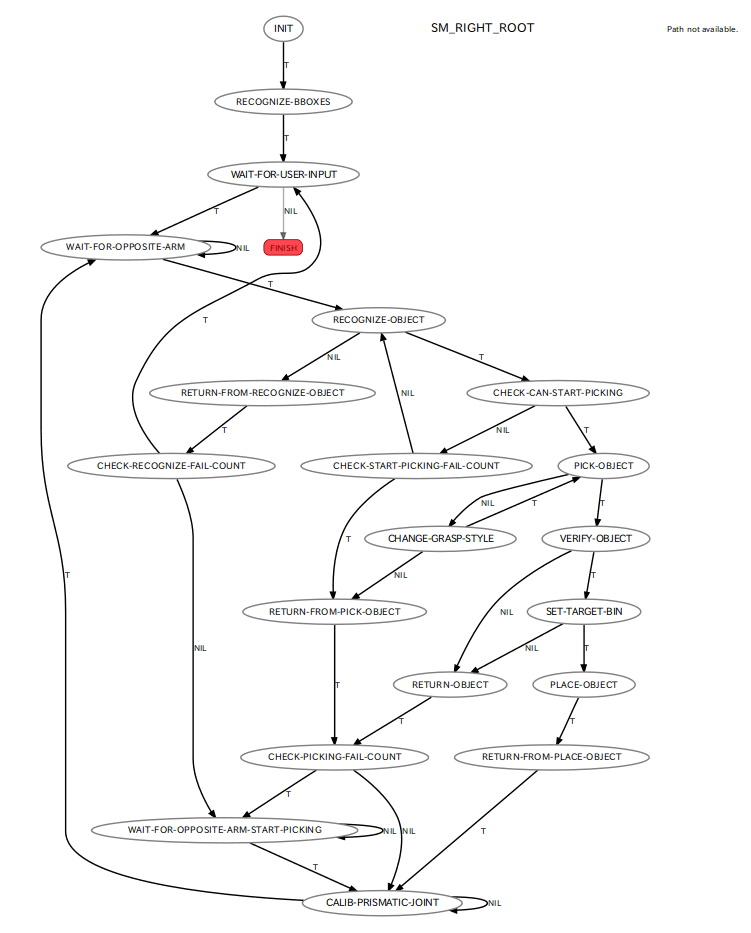 INIT
SM_RIGHT_ROOT
Path not available.
T
RECOGNIZE-BBOXES
T
WAIT-FOR-USER-INPUT
T
NIL
WAIT-FOR-OPPOSITE-ARM
NIL
FINISH
T
T
RECOGNIZE-OBJECT
NIL
T
RETURN-FROM-RECOGNIZE-OBJECT
NIL
CHECK-CAN-START-PICKING
T
NIL
T
CHECK-RECOGNIZE-FAIL-COUNT
CHECK-START-PICKING-FAIL-COUNT
PICK-OBJECT
NIL
T
T
T
CHANGE-GRASP-STYLE
VERIFY-OBJECT
T
NIL
T
RETURN-FROM-PICK-OBJECT
NIL
SET-TARGET-BIN
NIL
NIL
T
T
RETURN-OBJECT
PLACE-OBJECT
T
T
CHECK-PICKING-FAIL-COUNT
RETURN-FROM-PLACE-OBJECT
T
WAIT-FOR-OPPOSITE-ARM-START-PICKING
NIL
NIL
T
T
CALIB-PRISMATIC-JOINT
NIL